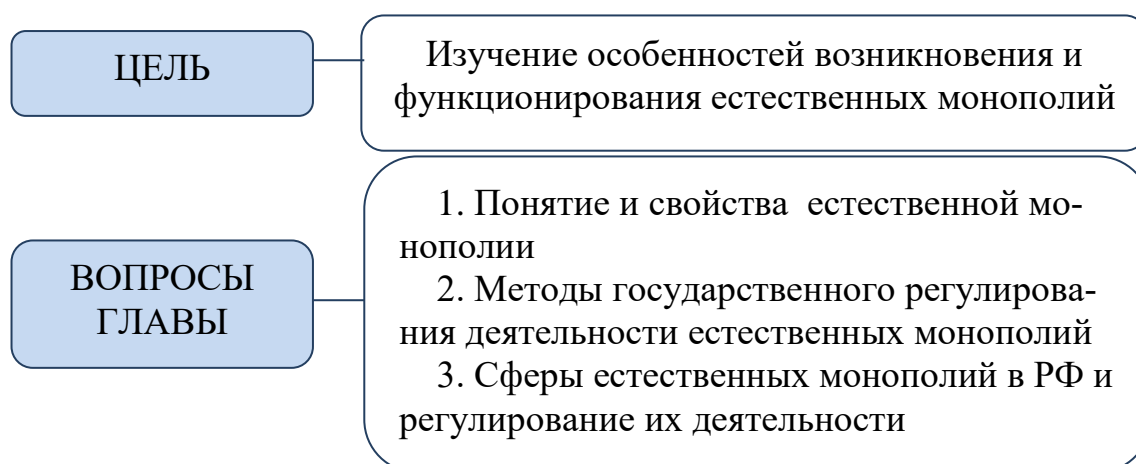 ЦЕЛЬ
Изучение особенностей возникновения и
функционирования естественных монополий
ВОПРОСЫ
ГЛАВЫ
1. Понятие и свойства естественной мо-
нополии
2. Методы государственного регулирова-
ния деятельности естественных монополий
3. Сферы естественных монополий в РФ и
регулирование их деятельности